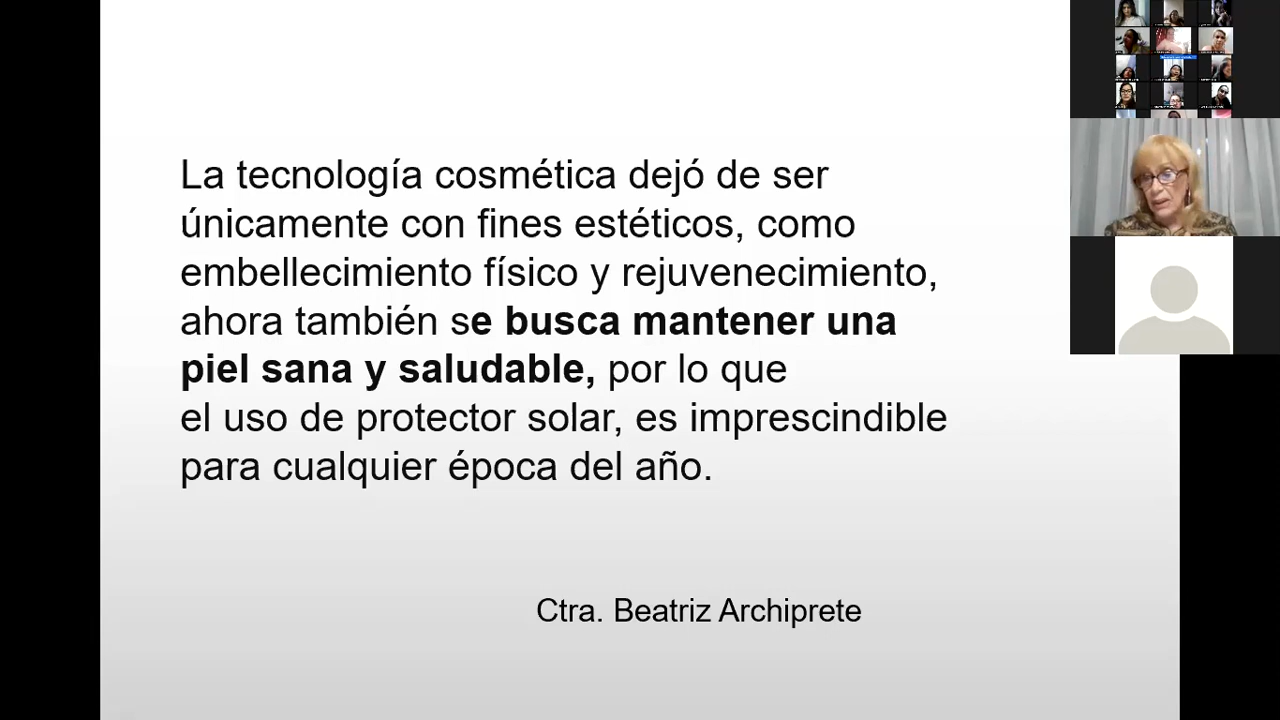 La tecnología cosmética dejó de ser
únicamente con fines estéticos, como
embellecimiento físico y rejuvenecimiento,
ahora también se busca mantener una
piel sana y saludable, por lo que
el uso de protector solar, es imprescindible
para cualquier época del año.
Ctra. Beatriz Archiprete